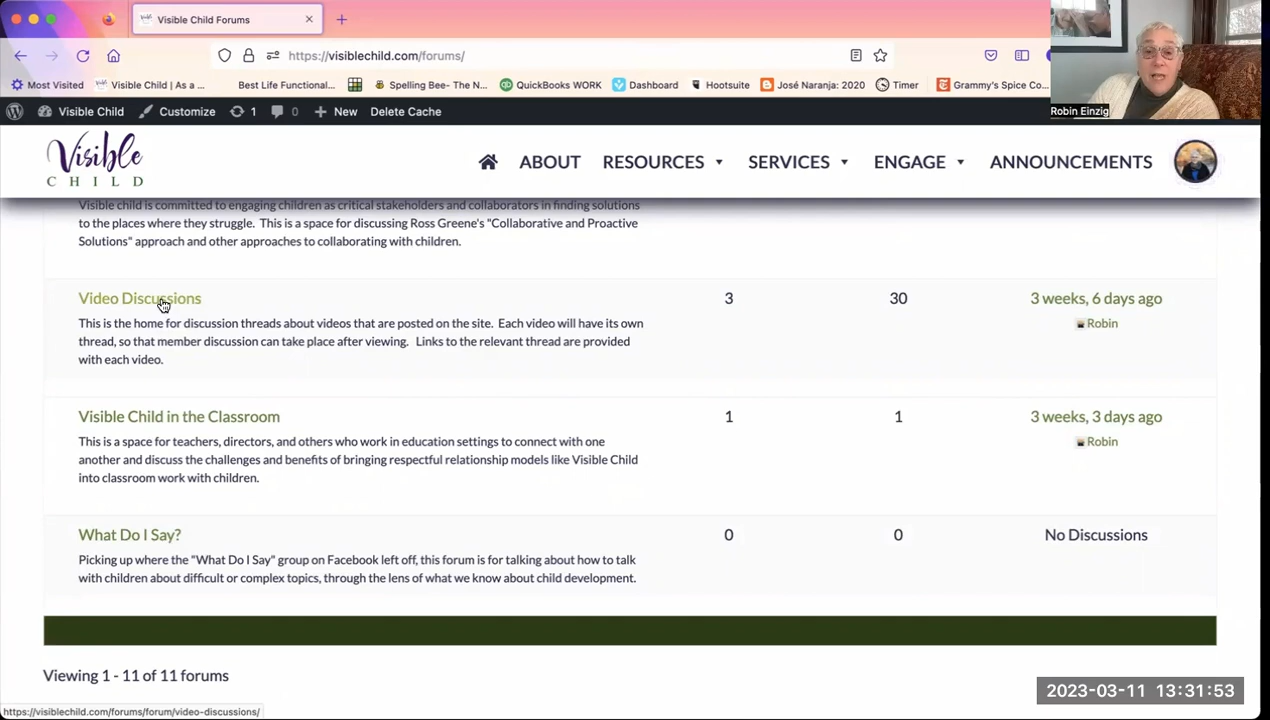 Visible Child Forums
https://visiblechild.com/forums/
Most Visited
Visible Child | As a ...
Best Life Functional...
Spelling Bee- The N...
QuickBooks WORK
Dashboard
Hootsuite
José Naranja: 2020
Timer
Grammy's Spice Co...
Robin Einzig
Visible Child
Customize
1
0
New
Delete Cache
Visible
CHILD
ABOUT
RESOURCES
SERVICES
ENGAGE
ANNOUNCEMENTS
Visible child is committed to engaging children as critical stakeholders and collaborators in finding solutions
to the places where they struggle. This is a space for discussing Ross Greene's "Collaborative and Proactive
Solutions" approach and other approaches to collaborating with children.
Video Discussions
3
30
3 weeks, 6 days ago
Robin
This is the home for discussion threads about videos that are posted on the site. Each video will have its own
thread, so that member discussion can take place after viewing. Links to the relevant thread are provided
with each video.
Visible Child in the Classroom
1
1
3 weeks, 3 days ago
Robin
This is a space for teachers, directors, and others who work in education settings to connect with one
another and discuss the challenges and benefits of bringing respectful relationship models like Visible Child
into classroom work with children.
What Do I Say?
0
0
No Discussions
Picking up where the "What Do I Say" group on Facebook left off, this forum is for talking about how to talk
with children about difficult or complex topics, through the lens of what we know about child development.
Viewing 1 - 11 of 11 forums
2023-03-11 13:31:53
https://visiblechild.com/forums/forum/video-discussions/